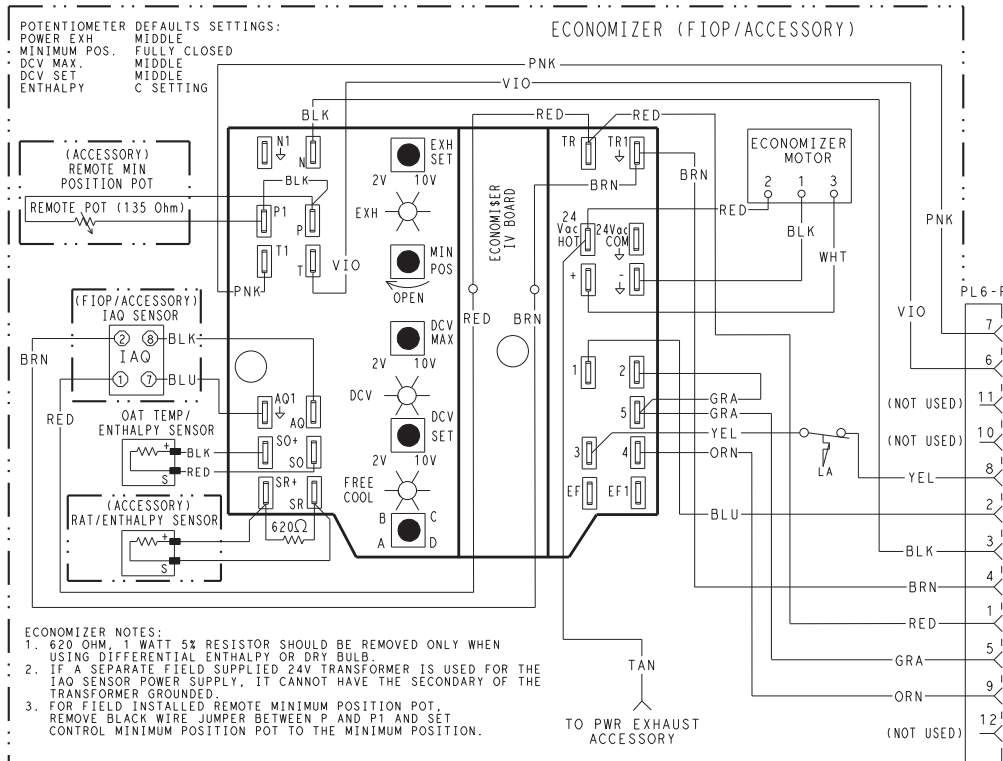 POTENTIOMETER DEFAULTS SETTINGS:
POWER EXH MIDDLE
MINIMUM POS. FULLY CLOSED
DCV MAX. MIDDLE
DCV SET MIDDLE
ENTHALPY C SETTING
ECONOMIZER (FIOP/ACCESSORY)
PNK
VIO
BLK
RED
RED
N1
N
EXH
SET
2V 10V
TR
TR1
ECONOMIZER
MOTOR
2 1 3
(ACCESSORY)
REMOTE MIN
POSITION POT
REMOTE POT (135 Ohm)
BLK
P1
P
EXH
BRN
BRN
RED
BLK
WHT
PNK
ECONOMI$ER
IV BOARD
24
Vac
HOT
24Vac
COM
T1
T
VIO
MIN
POS
OPEN
+
-
PNK
RED
BRN
VIO
PL6-R
7
6
(NOT USED) 11
(NOT USED) 10
YEL 8
2
BLK 3
BRN 4
RED 1
GRA 5
ORN 9
(NOT USED) 12
(FIOP/ACCESSORY)
IAQ SENSOR
2 8 BLK
IAQ
1 7 BLU
BRN
RED
DCV
MAX
2V 10V
DCV
DCV
SET
2V 10V
1
2
5
3
4
EF
EF1
GRA
GRA
YEL
ORN
LA
BLU
AQ1
AQ
SO+
SO
SR+
SR
620Ω
FREE
COOL
B C
A D
OAT TEMP/
ENTHALPY SENSOR
+
BLK
RED
S
(ACCESSORY)
RAT/ENTHALPY SENSOR
+
S
TAN
TO PWR EXHAUST
ACCESSORY
ECONOMIZER NOTES:
1. 620 OHM, 1 WATT 5% RESISTOR SHOULD BE REMOVED ONLY WHEN
USING DIFFERENTIAL ENTHALPY OR DRY BULB.
2. IF A SEPARATE FIELD SUPPLIED 24V TRANSFORMER IS USED FOR THE
IAQ SENSOR POWER SUPPLY, IT CANNOT HAVE THE SECONDARY OF THE
TRANSFORMER GROUNDED.
3. FOR FIELD INSTALLED REMOTE MINIMUM POSITION POT,
REMOVE BLACK WIRE JUMPER BETWEEN P AND P1 AND SET
CONTROL MINIMUM POSITION POT TO THE MINIMUM POSITION.